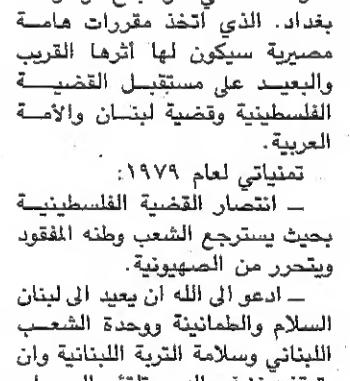 بغداد. الذي اتخذ مقررات هامة
مصيرية سيكون لها أثرها القريب
والبعيد على مستقبل القضية
الفلسطينية وقضية لبنان والأمة
العربية.
تمنياتي لعام ١٩٧٩:
— انتصار القضية الفلسطينية
بحيث يسترجع الشعب وطنه المفقود
ويتحرر من الصهيونية.
— ادعو الى الله ان يعيد الى لبنان
السلام والطمانينة ووحدة الشعب
اللبناني وسلامة التربة اللبنانية وان